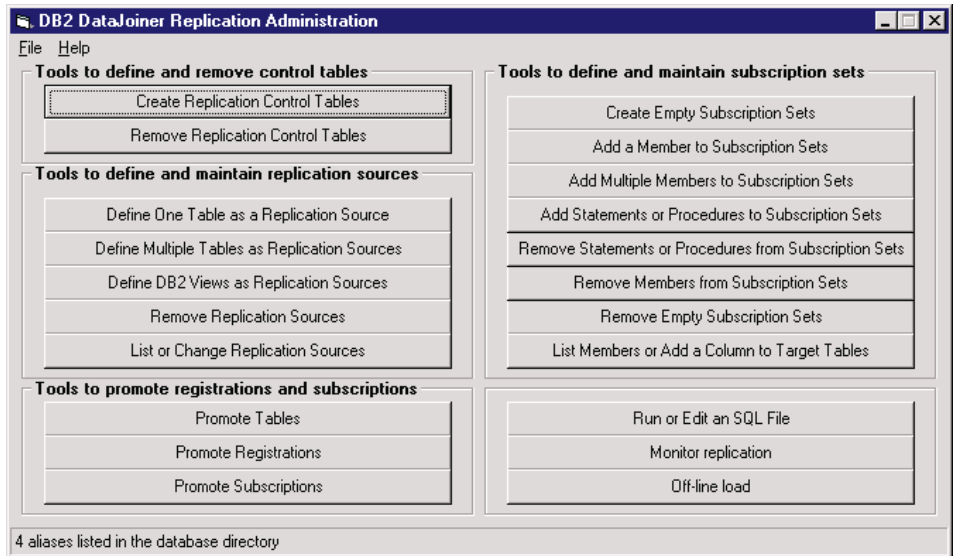 DB2 DataJoiner Replication Administration
File Help
Tools to define and remove control tables
Create Replication Control Tables
Remove Replication Control Tables
Tools to define and maintain replication sources
Define One Table as a Replication Source
Define Multiple Tables as Replication Sources
Define DB2 Views as Replication Sources
Remove Replication Sources
List or Change Replication Sources
Tools to promote registrations and subscriptions
Promote Tables
Promote Registrations
Promote Subscriptions
Tools to define and maintain subscription sets
Create Empty Subscription Sets
Add a Member to Subscription Sets
Add Multiple Members to Subscription Sets
Add Statements or Procedures to Subscription Sets
Remove Statements or Procedures from Subscription Sets
Remove Members from Subscription Sets
Remove Empty Subscription Sets
List Members or Add a Column to Target Tables
Run or Edit an SQL File
Monitor replication
Off-line load
4 aliases listed in the database directory